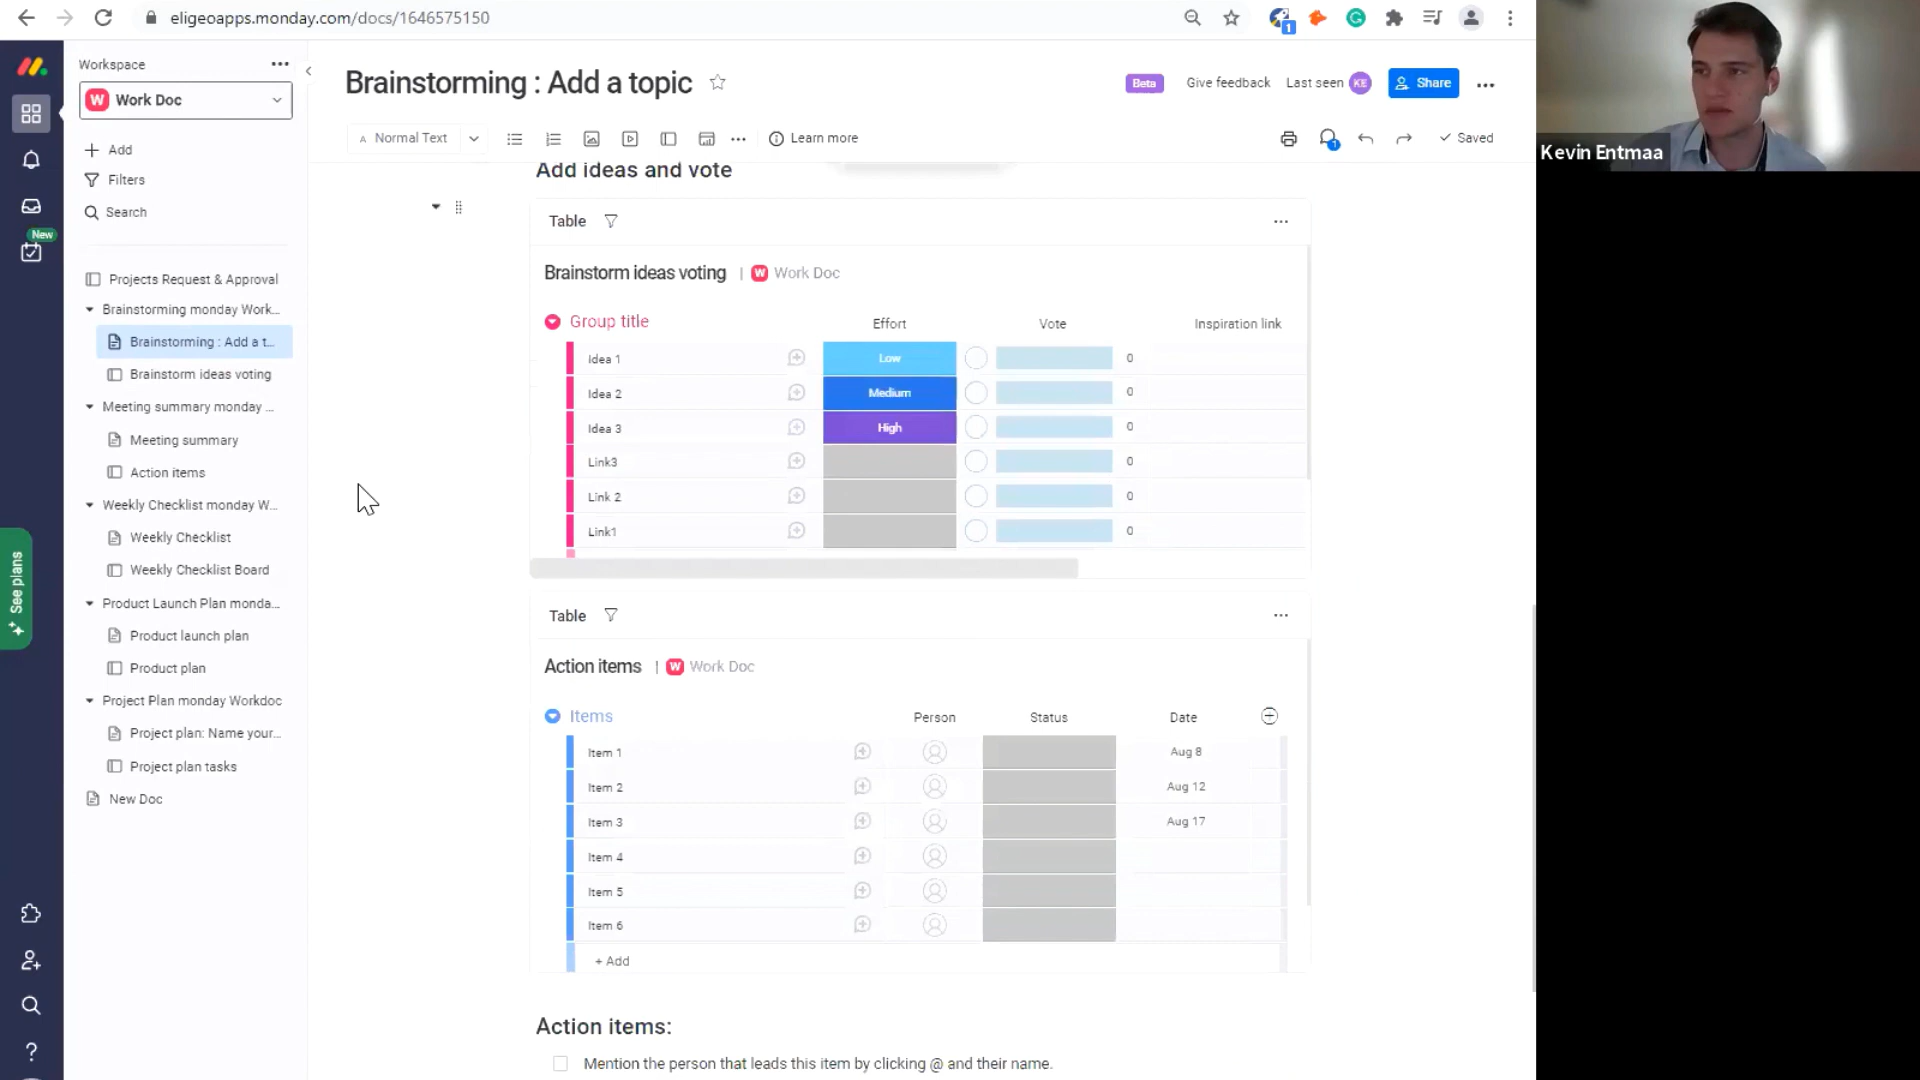 eligeoapps.monday.com/docs/1646575150
1
Workspace
W Work Doc
Add
Filters
Search
New
Projects Request & Approval
Brainstorming monday Work...
Brainstorming : Add a t...
Brainstorm ideas voting
Meeting summary monday ...
Meeting summary
Action items
Weekly Checklist monday W...
Weekly Checklist
Weekly Checklist Board
Product Launch Plan monda...
Product launch plan
Product plan
Project Plan monday Workdoc
Project plan: Name your...
Project plan tasks
New Doc
See plans
Brainstorming : Add a topic
Beta
Give feedback
Last seen KE
Share
A Normal Text
Learn more
1
Saved
Add ideas and vote
Table
Brainstorm ideas voting | W Work Doc
Group title Effort Vote Inspiration link
Idea 1 Low 0
Idea 2 Medium 0
Idea 3 High 0
Link3 0
Link 2 0
Link1 0
Table
Action items | W Work Doc
Items Person Status Date
Item 1 Aug 8
Item 2 Aug 12
Item 3 Aug 17
Item 4
Item 5
Item 6
+ Add
Action items:
Mention the person that leads this item by clicking @ and their name.
Kevin Entmaa